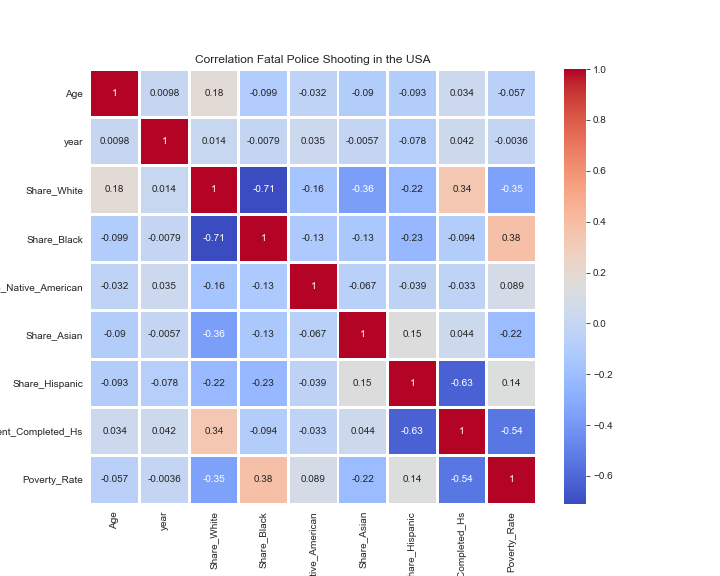 Correlation Fatal Police Shooting in the USA
Age 1 0.0098 0.18 -0.099 -0.032 -0.09 -0.093 0.034 -0.057
year 0.0098 1 0.014 -0.0079 0.035 -0.0057 -0.078 0.042 -0.0036
Share_White 0.18 0.014 1 -0.71 -0.16 -0.36 -0.22 0.34 -0.35
Share_Black -0.099 -0.0079 -0.71 1 -0.13 -0.13 -0.23 -0.094 0.38
_Native_American -0.032 0.035 -0.16 -0.13 1 -0.067 -0.039 -0.033 0.089
Share_Asian -0.09 -0.0057 -0.36 -0.13 -0.067 1 0.15 0.044 -0.22
Share_Hispanic -0.093 -0.078 -0.22 -0.23 -0.039 0.15 1 -0.63 0.14
ent_Completed_Hs 0.034 0.042 0.34 -0.094 -0.033 0.044 -0.63 1 -0.54
Poverty_Rate -0.057 -0.0036 -0.35 0.38 0.089 -0.22 0.14 -0.54 1
Age
year
Share_White
Share_Black
tive_American
Share_Asian
hare_Hispanic
Completed_Hs
Poverty_Rate
1.0
0.8
0.6
0.4
0.2
0.0
−0.2
−0.4
−0.6